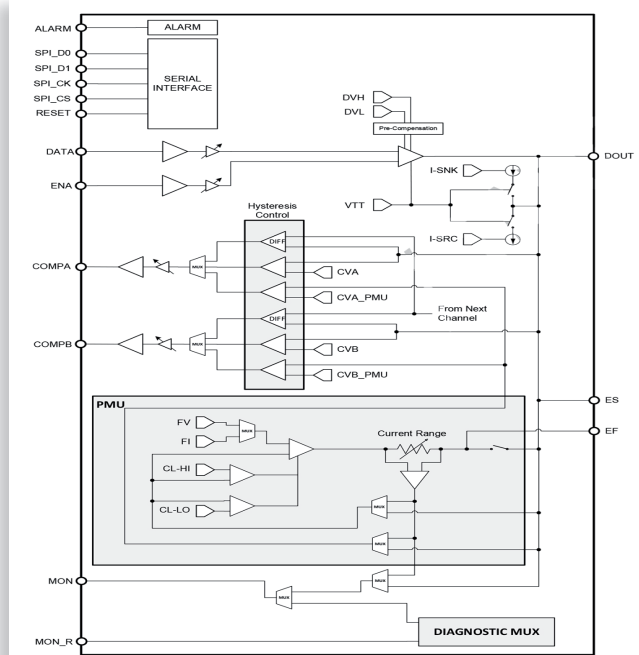 ALARM
ALARM
SPI_D0
SPI_D1
SPI_CK
SPI_CS
RESET
SERIAL
INTERFACE
DVH
DVL
Pre-Compensation
DATA
DOUT
I-SNK
ENA
VTT
Hysteresis
Control
I-SRC
DIFF
COMPA
MUX
CVA
CVA_PMU
From Next
Channel
DIFF
COMPB
MUX
CVB
CVB_PMU
ES
PMU
FV
MUX
FI
Current Range
EF
CL-HI
CL-LO
MUX
MUX
MON
MUX
MUX
DIAGNOSTIC MUX
MON_R